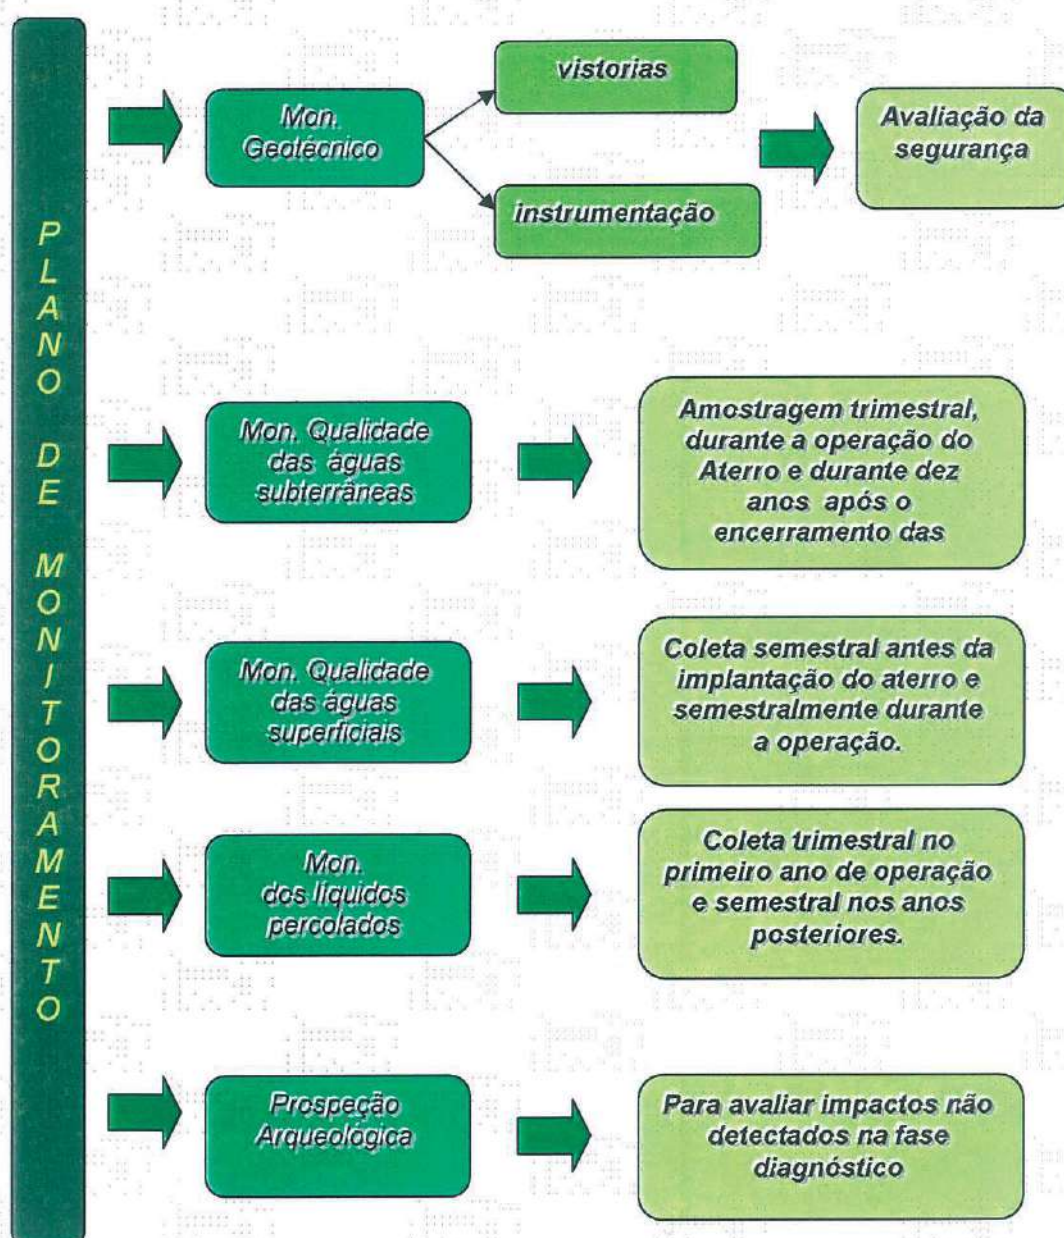 PLANO DE MONITORAMENTO
Mon.
Geotécnico
vistorias
instrumentação
Avaliação da
segurança
Mon. Qualidade
das águas
subterrâneas
Amostragem trimestral,
durante a operação do
Aterro e durante dez
anos após o
encerramento das
Mon. Qualidade
das águas
superficiais
Coleta semestral antes da
implantação do aterro e
semestralmente durante
a operação.
Mon.
dos líquidos
percolados
Coleta trimestral no
primeiro ano de operação
e semestral nos anos
posteriores.
Prospeção
Arqueológica
Para avaliar impactos não
detectados na fase
diagnóstico